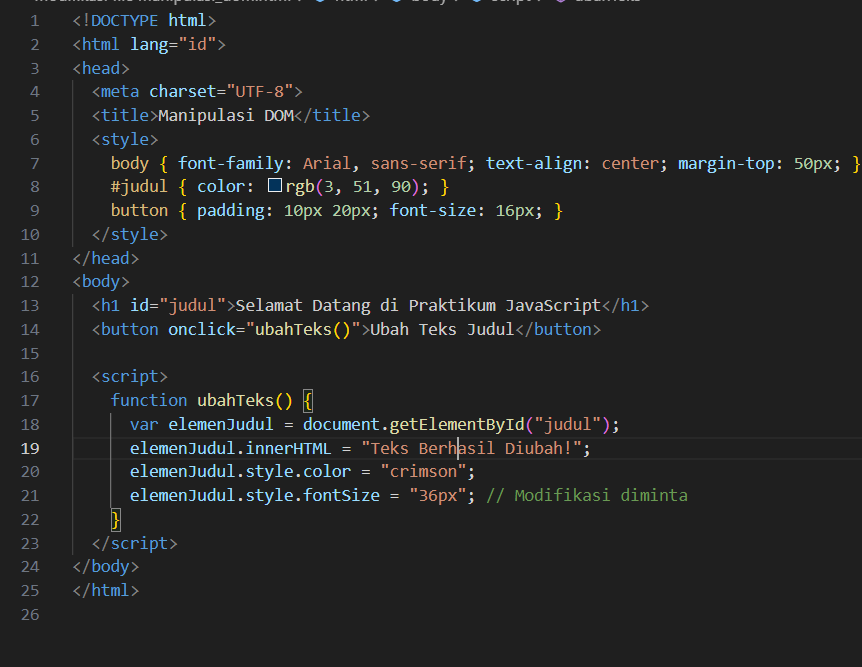 1 <!DOCTYPE html>
2 <html lang="id">
3 <head>
4   <meta charset="UTF-8">
5   <title>Manipulasi DOM</title>
6   <style>
7     body { font-family: Arial, sans-serif; text-align: center; margin-top: 50px; }
8     #judul { color: rgb(3, 51, 90); }
9     button { padding: 10px 20px; font-size: 16px; }
10   </style>
11 </head>
12 <body>
13   <h1 id="judul">Selamat Datang di Praktikum JavaScript</h1>
14   <button onclick="ubahTeks()">Ubah Teks Judul</button>
15
16   <script>
17     function ubahTeks() {
18       var elemenJudul = document.getElementById("judul");
19       elemenJudul.innerHTML = "Teks Berhasil Diubah!";
20       elemenJudul.style.color = "crimson";
21       elemenJudul.style.fontSize = "36px"; // Modifikasi diminta
22     }
23   </script>
24 </body>
25 </html>
26